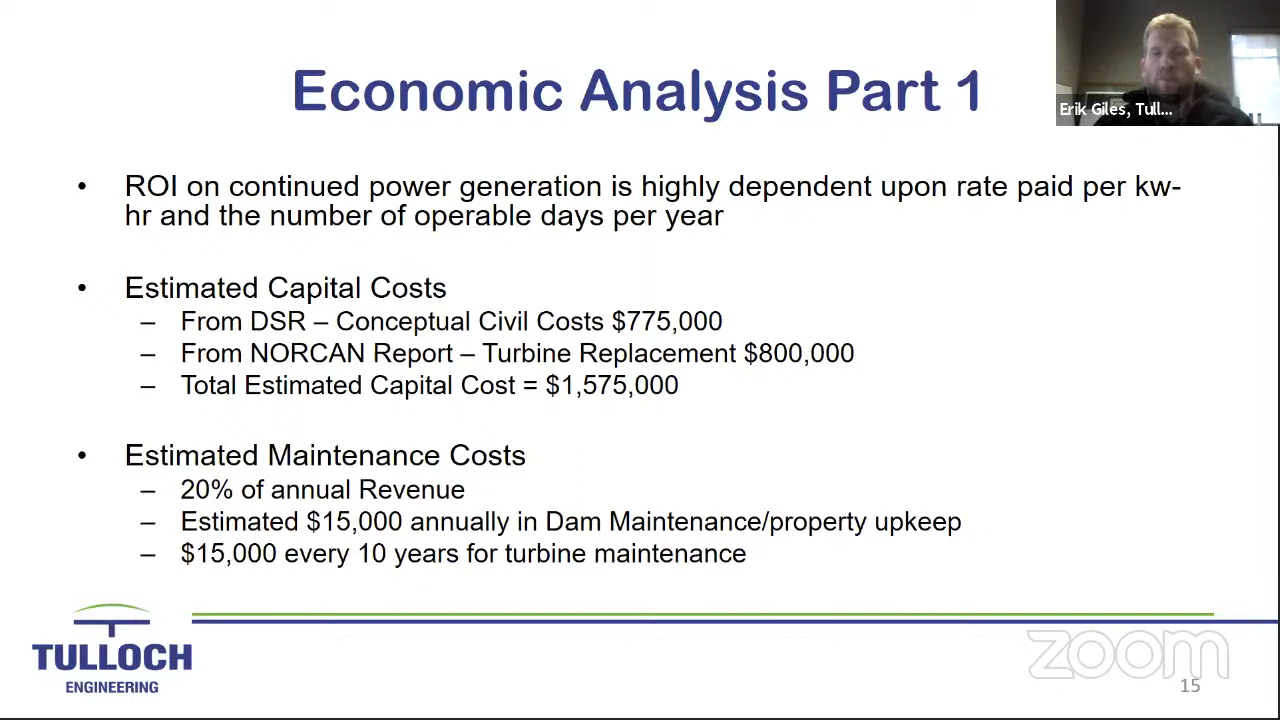 Economic Analysis Part 1
Erik Giles, Tull...
• ROI on continued power generation is highly dependent upon rate paid per kw-
hr and the number of operable days per year
• Estimated Capital Costs
– From DSR – Conceptual Civil Costs $775,000
– From NORCAN Report – Turbine Replacement $800,000
– Total Estimated Capital Cost = $1,575,000
• Estimated Maintenance Costs
– 20% of annual Revenue
– Estimated $15,000 annually in Dam Maintenance/property upkeep
– $15,000 every 10 years for turbine maintenance
TULLOCH
ENGINEERING
zoom
15